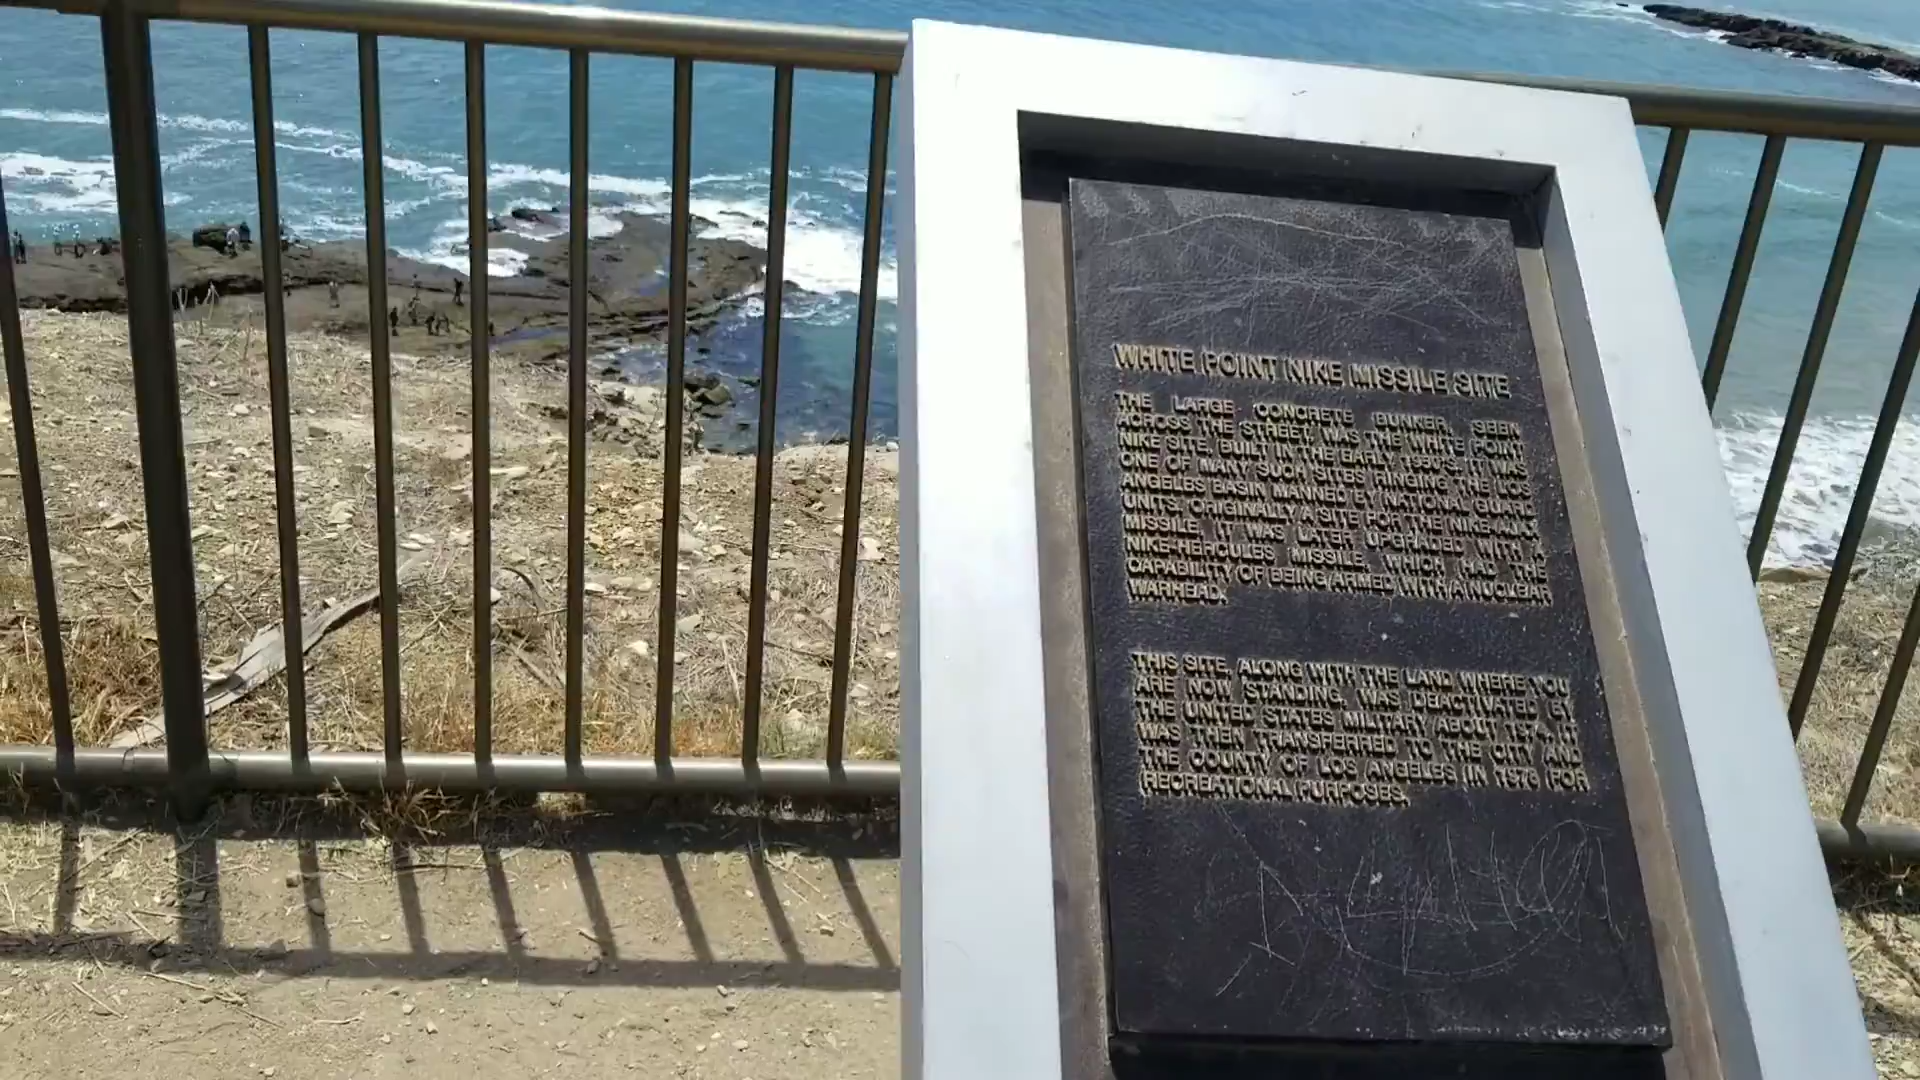 WHITE POINT NIKE MISSILE SITE
THE LARGE CONCRETE BUNKER, SEEN
ACROSS THE STREET, WAS THE WHITE POINT
NIKE SITE. BUILT IN THE EARLY 1950'S, IT WAS
ONE OF MANY SUCH SITES RINGING THE LOS
ANGELES BASIN MANNED BY NATIONAL GUARD
UNITS. ORIGINALLY A SITE FOR THE NIKE-AJAX
MISSILE, IT WAS LATER UPGRADED WITH A
NIKE-HERCULES MISSILE, WHICH HAD THE
CAPABILITY OF BEING ARMED WITH A NUCLEAR
WARHEAD.
THIS SITE, ALONG WITH THE LAND WHERE YOU
ARE NOW STANDING, WAS DEACTIVATED BY
THE UNITED STATES MILITARY ABOUT 1974. IT
WAS THEN TRANSFERRED TO THE CITY AND
THE COUNTY OF LOS ANGELES IN 1978 FOR
RECREATIONAL PURPOSES.